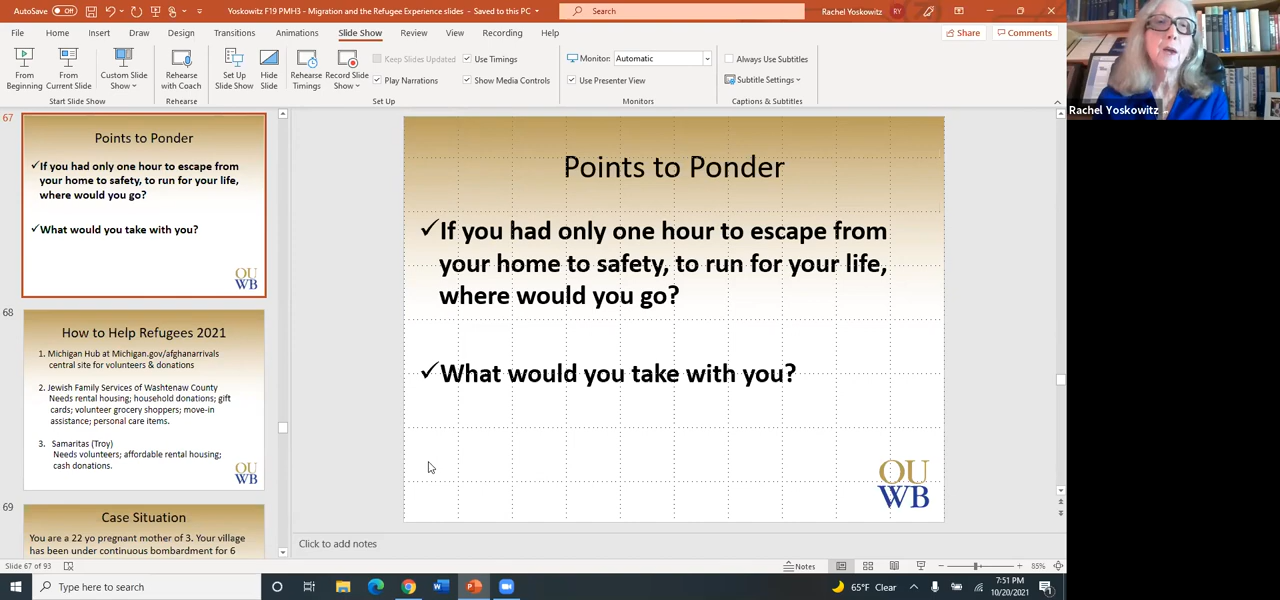 AutoSave Off
Yoskowitz F19 PMH3 - Migration and the Refugee Experience slides - Saved to this PC
Search
Rachel Yoskowitz RY
File Home Insert Draw Design Transitions Animations Slide Show Review View Recording Help
Share Comments
From Beginning
From Current Slide
Custom Slide Show
Start Slide Show
Rehearse with Coach
Rehearse
Set Up Slide Show
Hide Slide
Rehearse Timings
Record Slide Show
Keep Slides Updated
Play Narrations
Use Timings
Show Media Controls
Set Up
Monitor: Automatic
Use Presenter View
Monitors
Always Use Subtitles
Subtitle Settings
Captions & Subtitles
Rachel Yoskowitz
67
Points to Ponder
If you had only one hour to escape from
your home to safety, to run for your life,
where would you go?
What would you take with you?
OU
WB
68
How to Help Refugees 2021
1. Michigan Hub at Michigan.gov/afghanarrivals
central site for volunteers & donations
2. Jewish Family Services of Washtenaw County
Needs rental housing; household donations; gift
cards; volunteer grocery shoppers; move-in
assistance; personal care items.
3. Samaritas (Troy)
Needs volunteers; affordable rental housing;
cash donations.
OU
WB
69
Case Situation
You are a 22 yo pregnant mother of 3. Your village
has been under continuous bombardment for 6
Points to Ponder
If you had only one hour to escape from
your home to safety, to run for your life,
where would you go?
What would you take with you?
OU
WB
Click to add notes
Slide 67 of 93
Notes
85%
Type here to search
65°F Clear
7:51 PM
10/20/2021